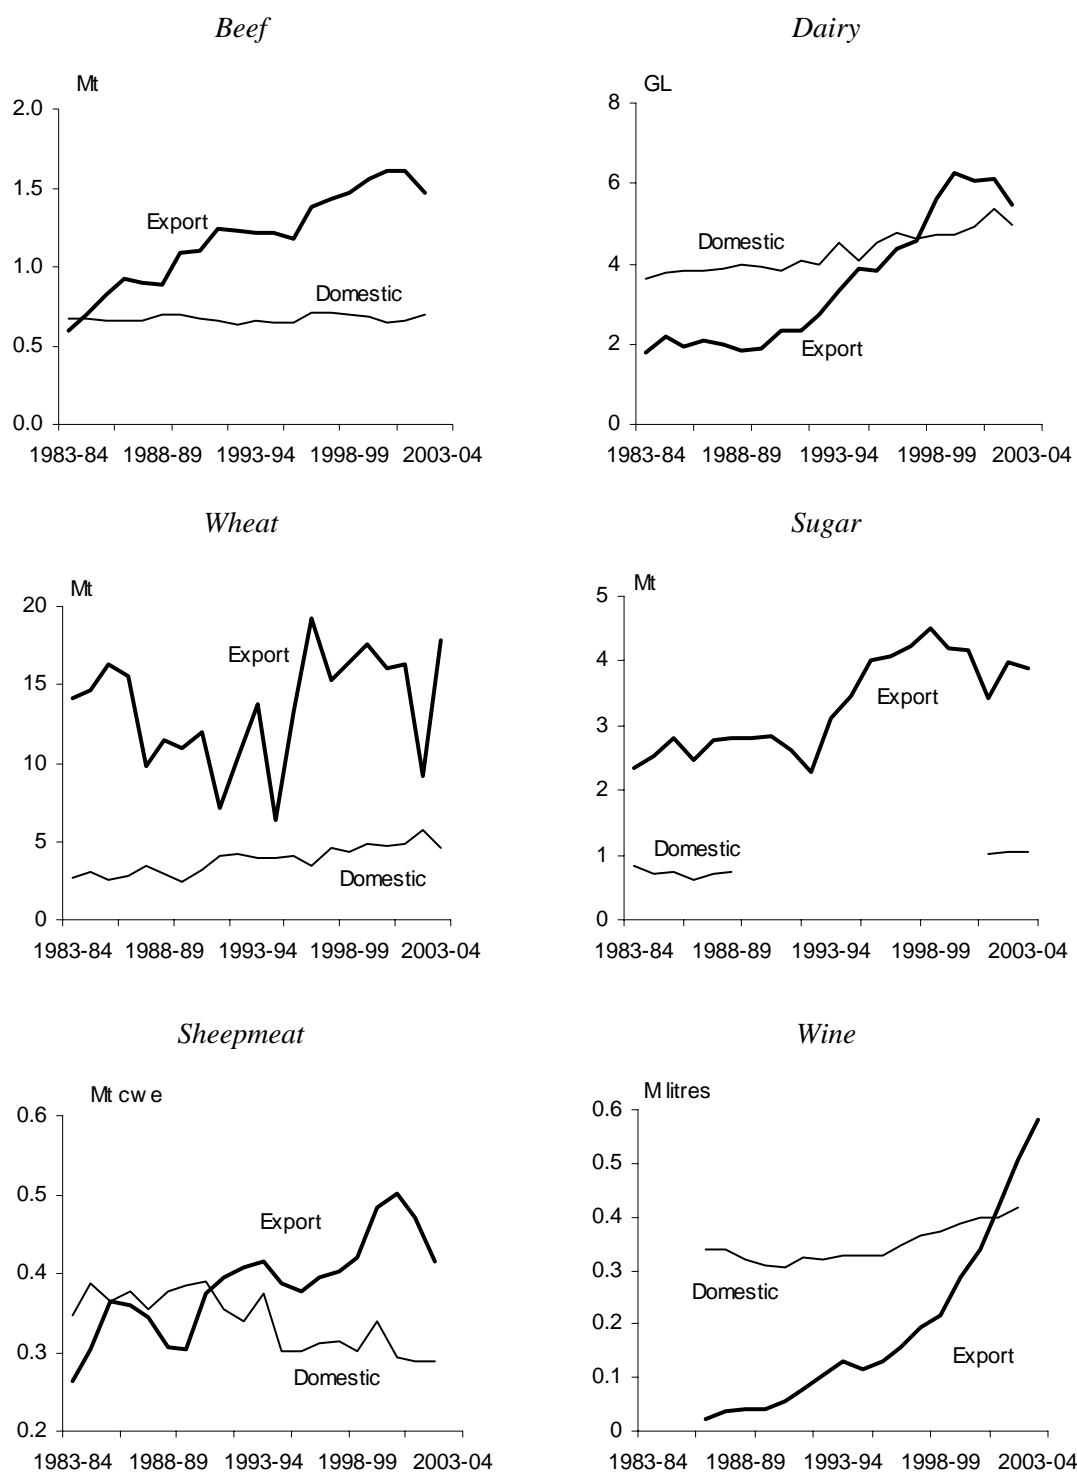 Beef
Mt
2.0
1.5
1.0
0.5
0.0
Export
Domestic
1983-84 1988-89 1993-94 1998-99 2003-04
Dairy
GL
8
6
4
2
0
Domestic
Export
1983-84 1988-89 1993-94 1998-99 2003-04
Wheat
Mt
20
15
10
5
0
Export
Domestic
1983-84 1988-89 1993-94 1998-99 2003-04
Sugar
Mt
5
4
3
2
1
0
Export
Domestic
1983-84 1988-89 1993-94 1998-99 2003-04
Sheepmeat
Mt cwe
0.6
0.5
0.4
0.3
0.2
Export
Domestic
1983-84 1988-89 1993-94 1998-99 2003-04
Wine
M litres
0.6
0.5
0.4
0.3
0.2
0.1
0
Domestic
Export
1983-84 1988-89 1993-94 1998-99 2003-04